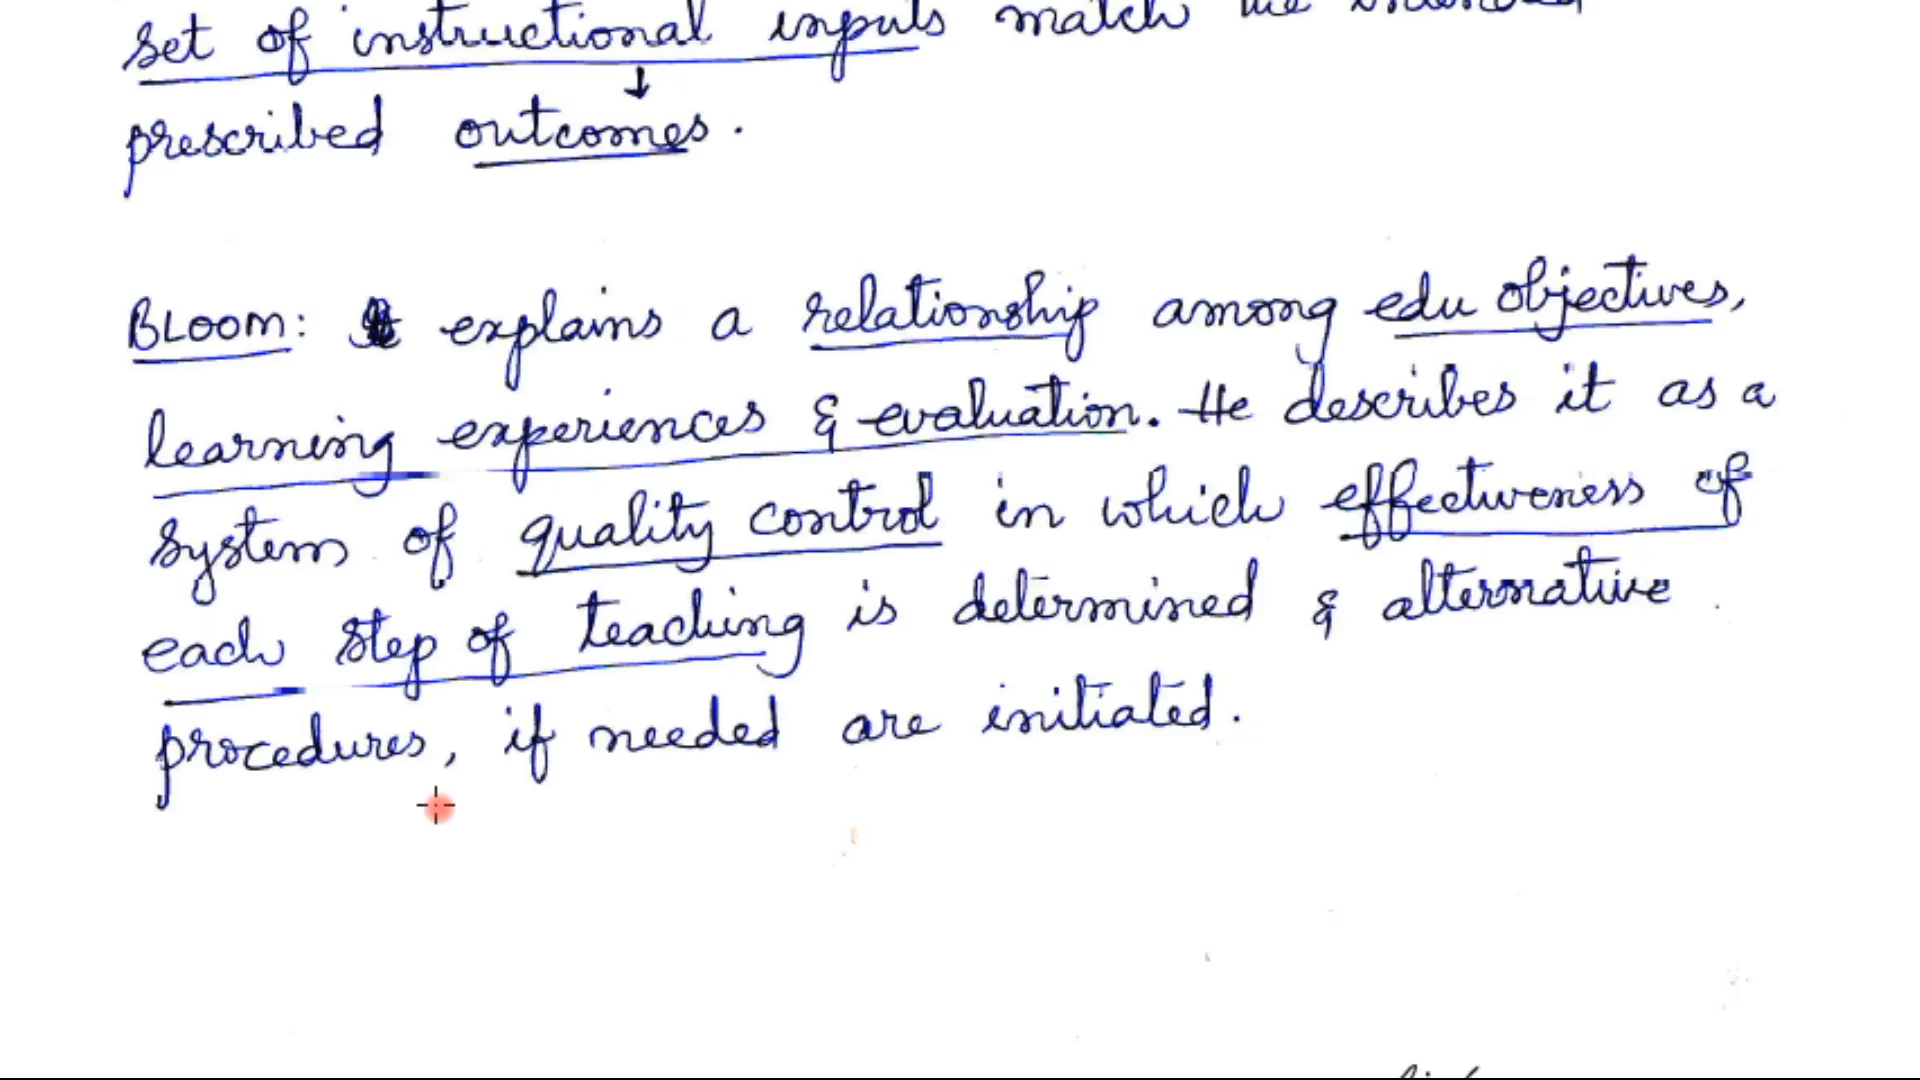 set of instructional inputs match the
prescribed outcomes.
BLOOM: explains a relationship among edu objectives,
learning experiences & evaluation. He describes it as a
system of quality control in which effectiveness of
each step of teaching is determined & alternative
procedures, if needed are initiated.